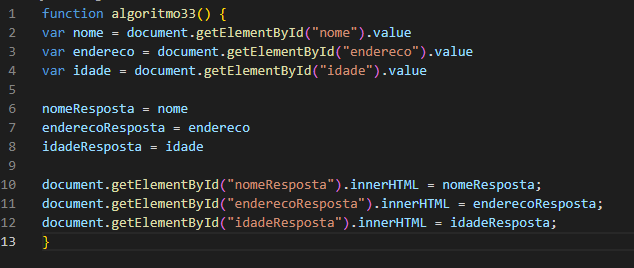 1 function algoritmo33() {
2 var nome = document.getElementById("nome").value
3 var endereco = document.getElementById("endereco").value
4 var idade = document.getElementById("idade").value
5
6 nomeResposta = nome
7 enderecoResposta = endereco
8 idadeResposta = idade
9
10 document.getElementById("nomeResposta").innerHTML = nomeResposta;
11 document.getElementById("enderecoResposta").innerHTML = enderecoResposta;
12 document.getElementById("idadeResposta").innerHTML = idadeResposta;
13 }